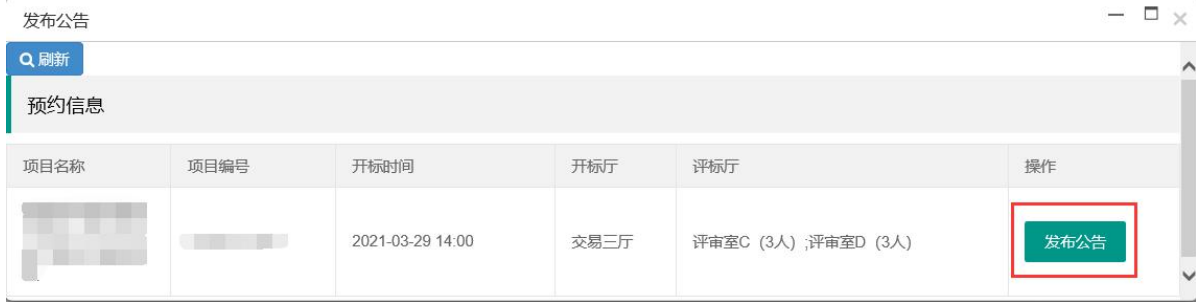 发布公告
刷新
预约信息
项目名称 项目编号 开标时间 开标厅 评标厅 操作
2021-03-29 14:00 交易三厅 评审室C（3人）;评审室D（3人） 发布公告